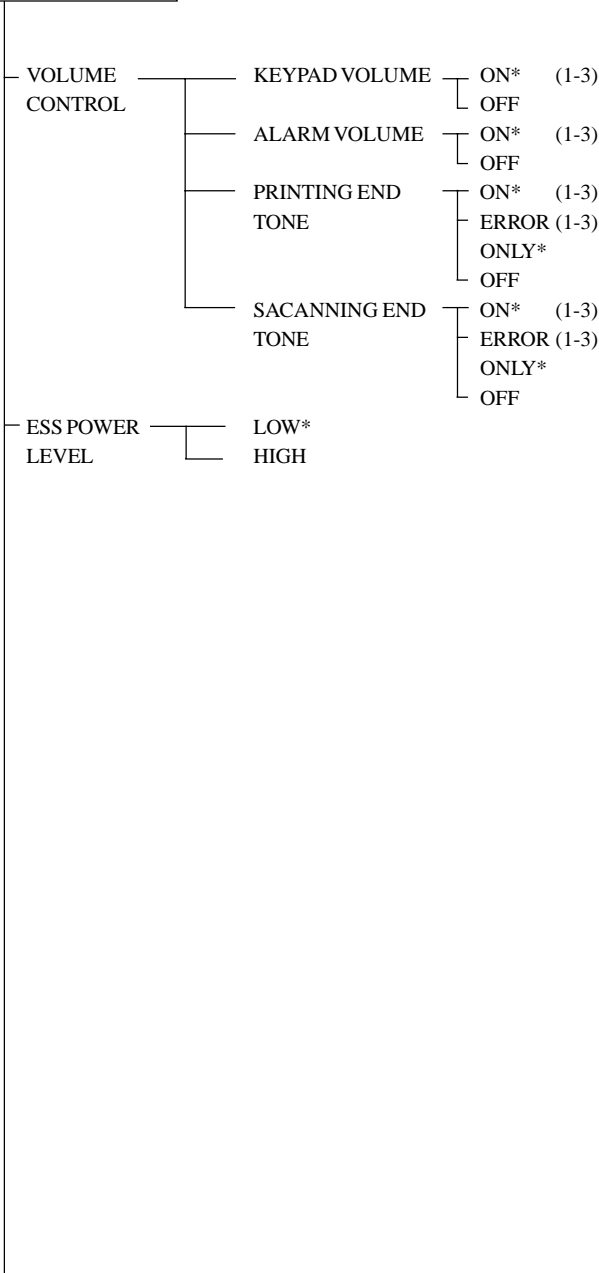 VOLUME KEYPAD VOLUME ON* (1-3)
CONTROL OFF
ALARM VOLUME ON* (1-3)
OFF
PRINTING END ON* (1-3)
TONE ERROR (1-3)
ONLY*
OFF
SACANNING END ON* (1-3)
TONE ERROR (1-3)
ONLY*
OFF
ESS POWER LOW*
LEVEL HIGH